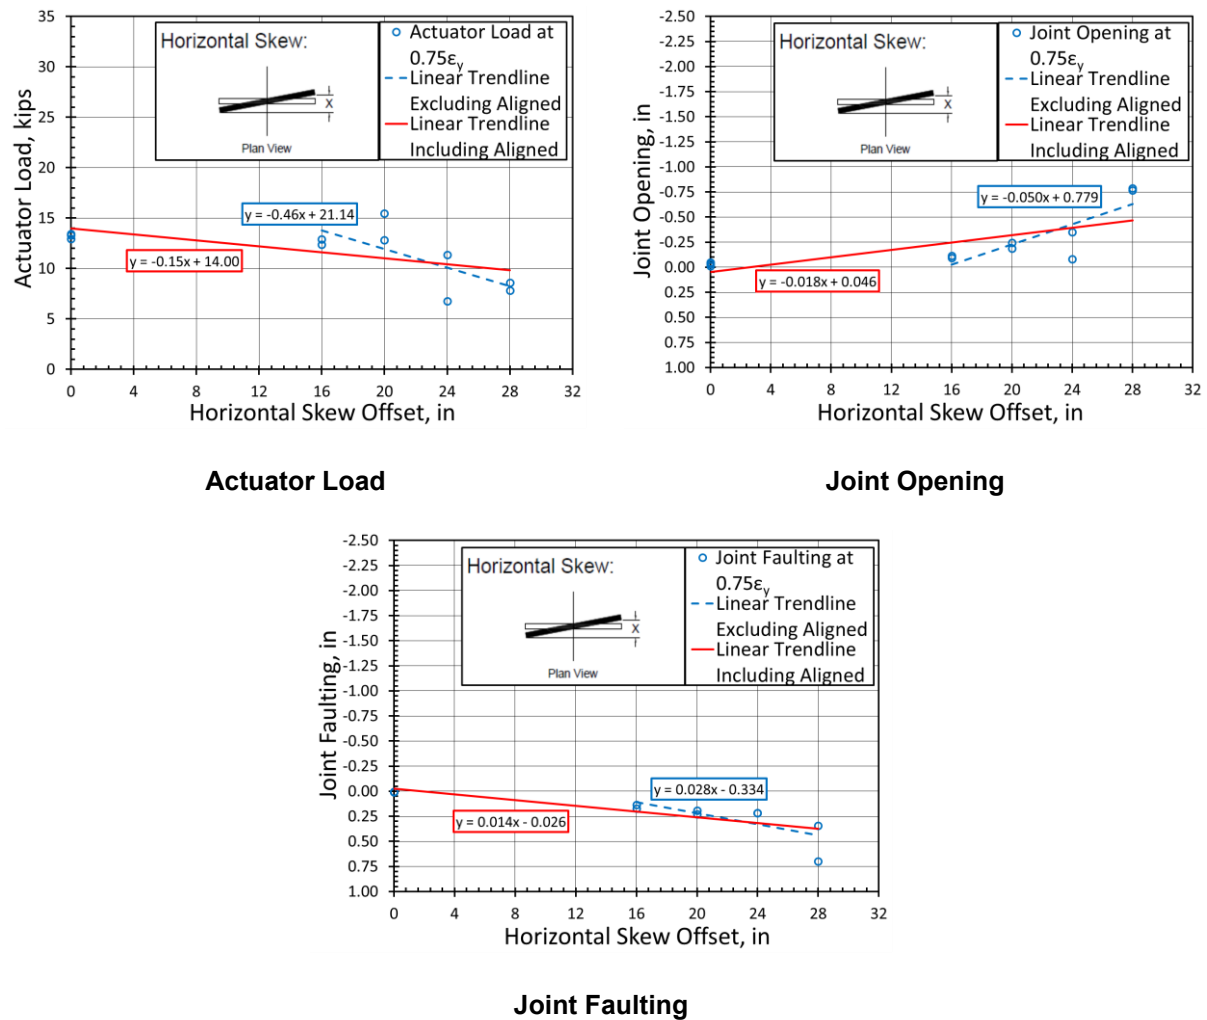 35
30
25
20
15
10
5
0
Actuator Load, kips
Horizontal Skew:
X
Plan View
Actuator Load at
0.75εy
Linear Trendline
Excluding Aligned
Linear Trendline
Including Aligned
y = -0.46x + 21.14
y = -0.15x + 14.00
0 4 8 12 16 20 24 28 32
Horizontal Skew Offset, in
Actuator Load
-2.50
-2.25
-2.00
-1.75
-1.50
-1.25
-1.00
-0.75
-0.50
-0.25
0.00
0.25
0.50
0.75
1.00
Joint Opening, in
Horizontal Skew:
X
Plan View
Joint Opening at
0.75εy
Linear Trendline
Excluding Aligned
Linear Trendline
Including Aligned
y = -0.050x + 0.779
y = -0.018x + 0.046
0 4 8 12 16 20 24 28 32
Horizontal Skew Offset, in
Joint Opening
-2.50
-2.25
-2.00
-1.75
-1.50
-1.25
-1.00
-0.75
-0.50
-0.25
0.00
0.25
0.50
0.75
1.00
Joint Faulting, in
Horizontal Skew:
X
Plan View
Joint Faulting at
0.75εy
Linear Trendline
Excluding Aligned
Linear Trendline
Including Aligned
y = 0.028x - 0.334
y = 0.014x - 0.026
0 4 8 12 16 20 24 28 32
Horizontal Skew Offset, in
Joint Faulting